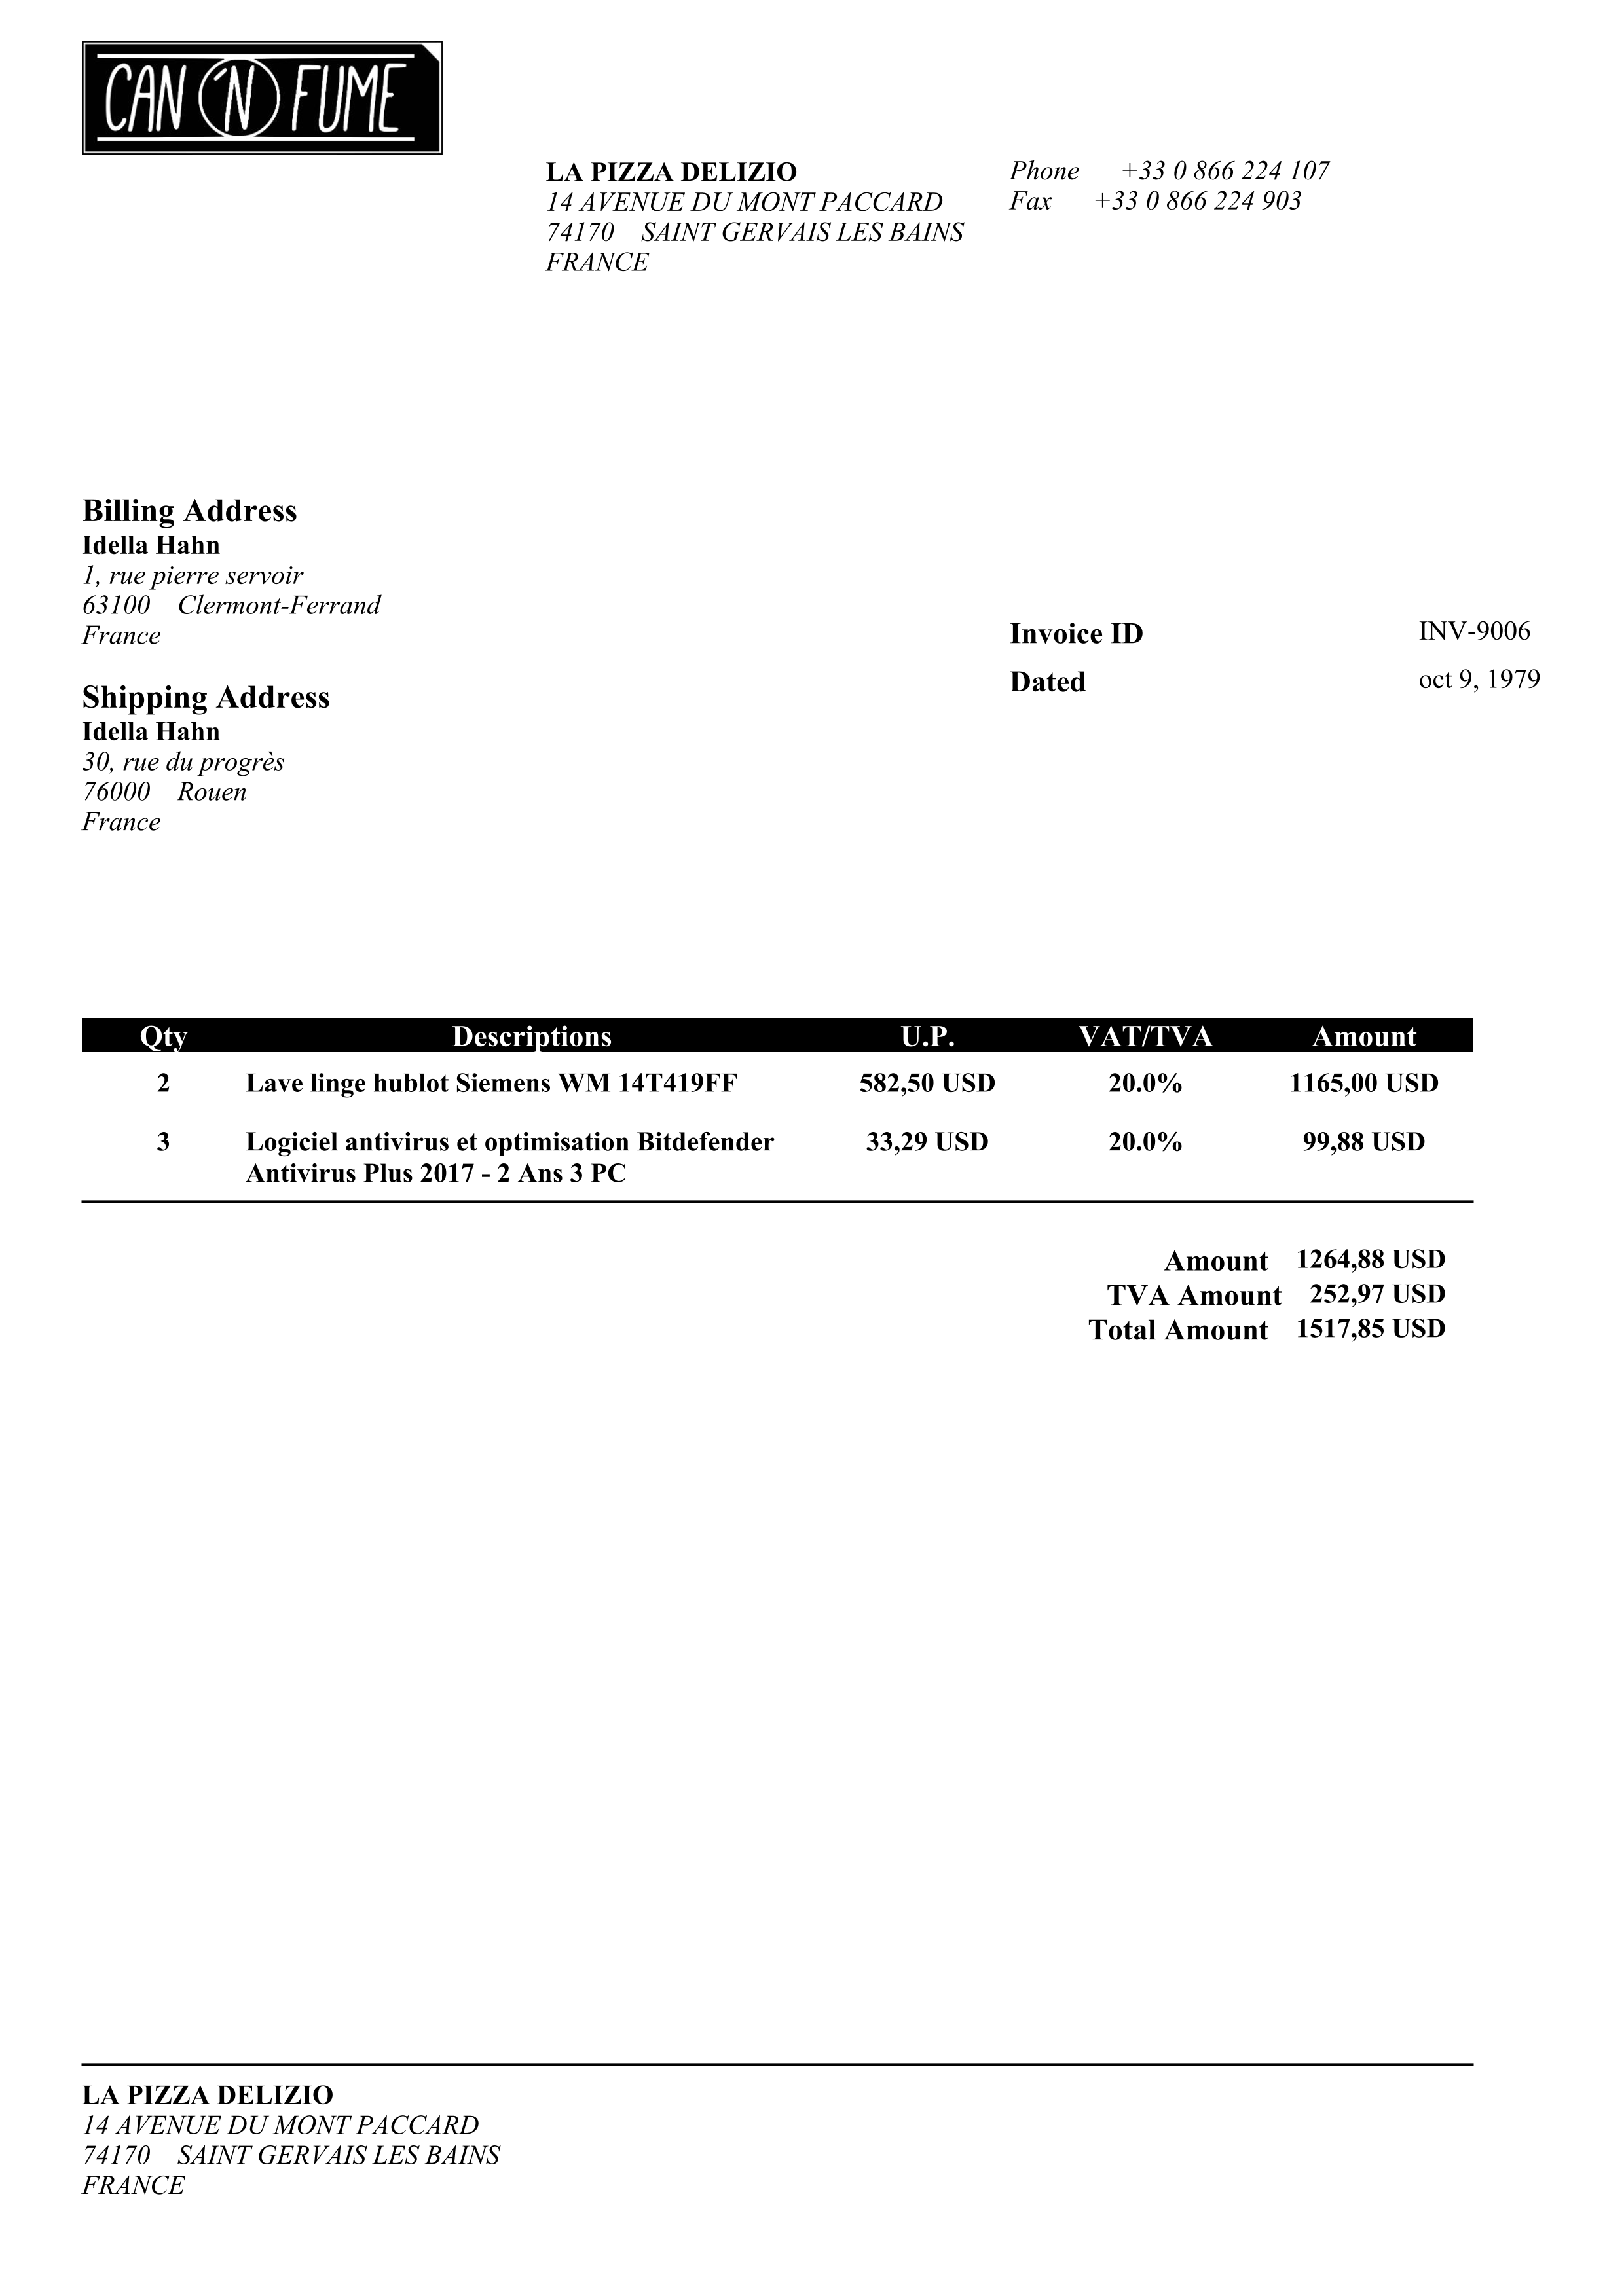 CAN 'N FUME
LA PIZZA DELIZIO
14 AVENUE DU MONT PACCARD
74170 SAINT GERVAIS LES BAINS
FRANCE
Phone +33 0 866 224 107
Fax +33 0 866 224 903
Billing Address
Idella Hahn
1, rue pierre servoir
63100 Clermont-Ferrand
France
Invoice ID INV-9006
Dated oct 9, 1979
Shipping Address
Idella Hahn
30, rue du progrès
76000 Rouen
France
Qty Descriptions U.P. VAT/TVA Amount
2 Lave linge hublot Siemens WM 14T419FF 582,50 USD 20.0% 1165,00 USD
3 Logiciel antivirus et optimisation Bitdefender 33,29 USD 20.0% 99,88 USD
Antivirus Plus 2017 - 2 Ans 3 PC
Amount 1264,88 USD
TVA Amount 252,97 USD
Total Amount 1517,85 USD
LA PIZZA DELIZIO
14 AVENUE DU MONT PACCARD
74170 SAINT GERVAIS LES BAINS
FRANCE